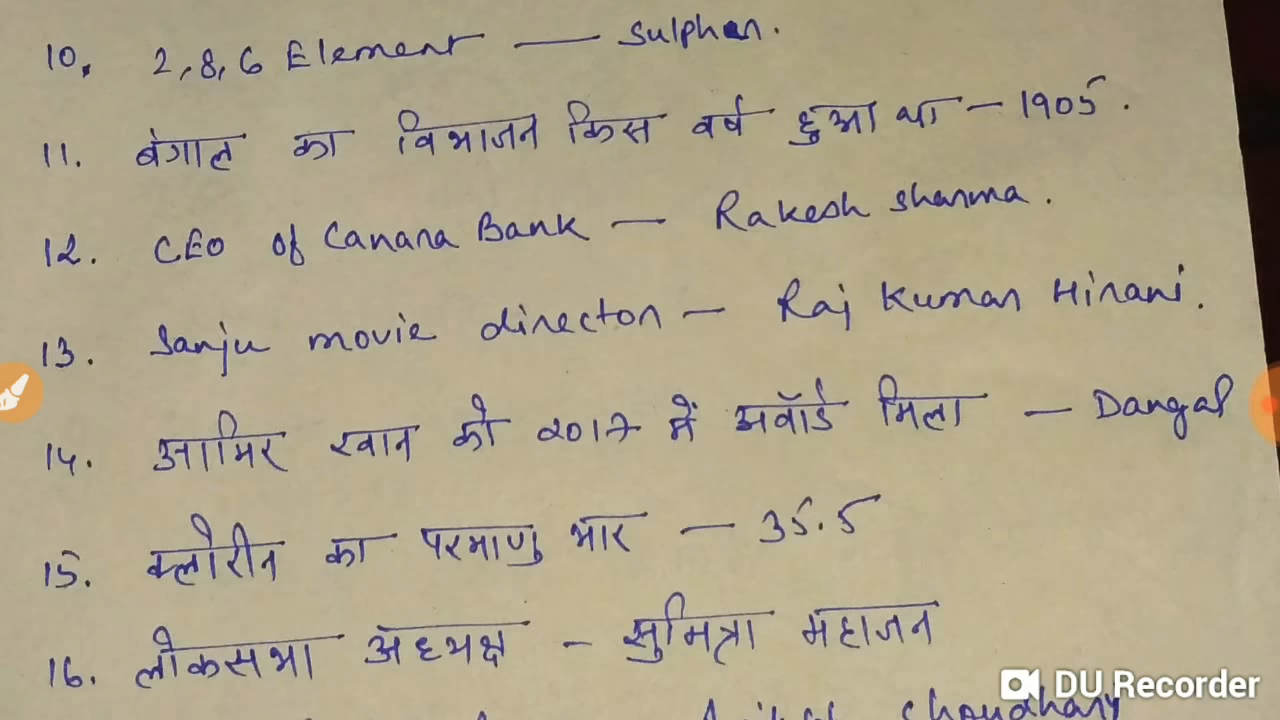 10. 2,8,6 Element — Sulphur.
11. बंगाल का विभाजन किस वर्ष हुआ था – 1905.
12. CEO of Canara Bank — Rakesh Sharma.
13. Sanju movie director – Raj Kumar Hirani.
14. आमिर खान को 2017 में अवॉर्ड मिला — Dangal
15. क्लोरीन का परमाणु भार — 35.5
16. लोकसभा अध्यक्ष – सुमित्रा महाजन
Choudhary
DU Recorder